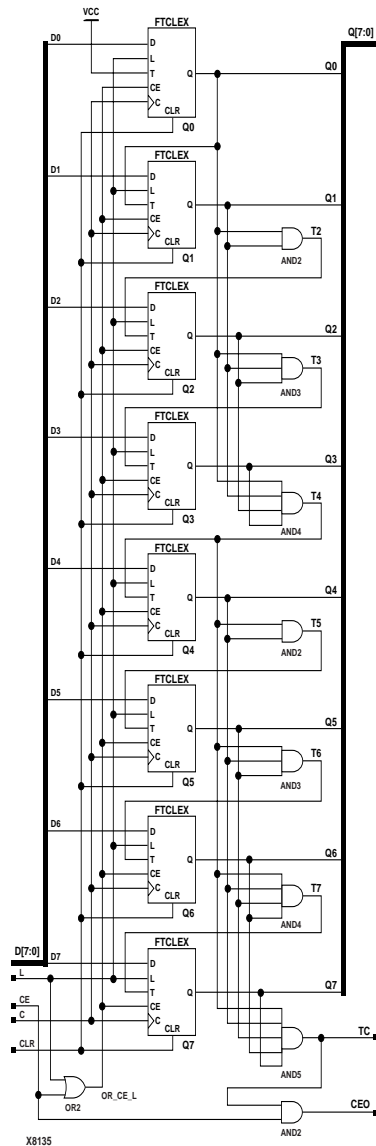 VCC
FTCLEX
Q[7:0]
D0
D
L
T
CE
C
CLR
Q
Q0
Q0
FTCLEX
D1
D
L
T
CE
C
CLR
Q
Q1
Q1
T2
AND2
FTCLEX
D2
D
L
T
CE
C
CLR
Q
Q2
Q2
T3
AND3
FTCLEX
D3
D
L
T
CE
C
CLR
Q
Q3
Q3
T4
AND4
FTCLEX
D4
D
L
T
CE
C
CLR
Q
Q4
Q4
T5
AND2
FTCLEX
D5
D
L
T
CE
C
CLR
Q
Q5
Q5
T6
AND3
FTCLEX
D6
D
L
T
CE
C
CLR
Q
Q6
Q6
T7
AND4
FTCLEX
D[7:0]
D7
D
L
T
CE
C
CLR
Q
Q7
Q7
L
CE
C
CLR
TC
AND5
OR2
OR_CE_L
CEO
AND2
X8135